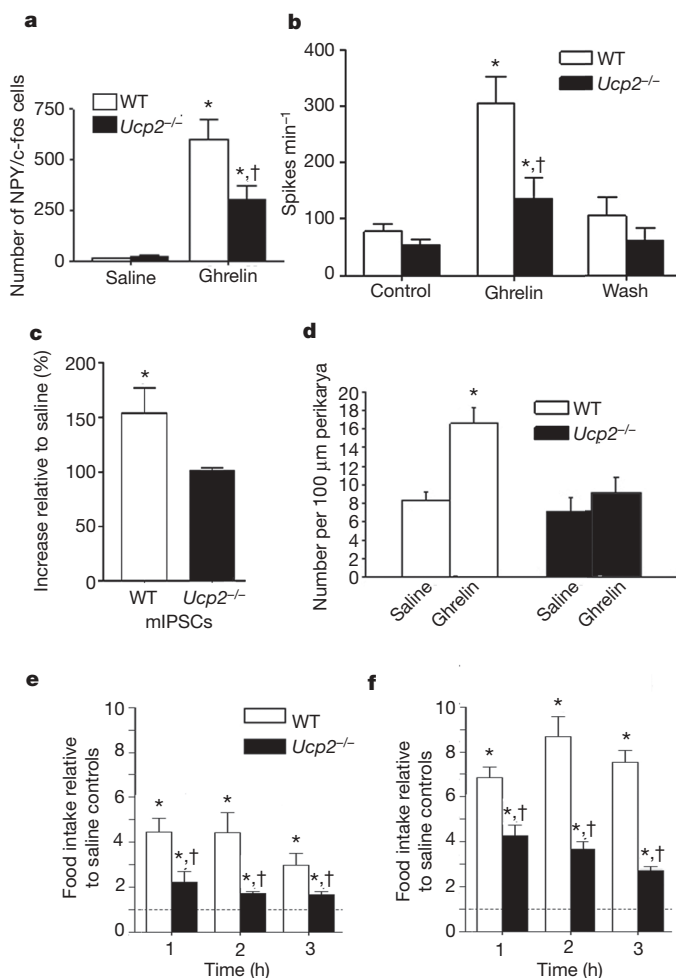 a
Number of NPY/c-fos cells
750
500
250
0
WT
Ucp2–/–
*
*,†
Saline
Ghrelin
b
Spikes min–1
400
300
200
100
0
WT
Ucp2–/–
*
*,†
Control
Ghrelin
Wash
c
Increase relative to saline (%)
200
150
100
50
0
*
WT
Ucp2–/–
mIPSCs
d
Number per 100 µm perikarya
20
18
16
14
12
10
8
6
4
2
0
*
WT
Ucp2–/–
Saline
Ghrelin
Saline
Ghrelin
e
Food intake relative
to saline controls
10
8
6
4
2
0
WT
Ucp2–/–
*
*,†
*
*,†
*
*,†
1
2
3
Time (h)
f
Food intake relative
to saline controls
10
8
6
4
2
0
*
*,†
*
*,†
*
*,†
1
2
3
Time (h)